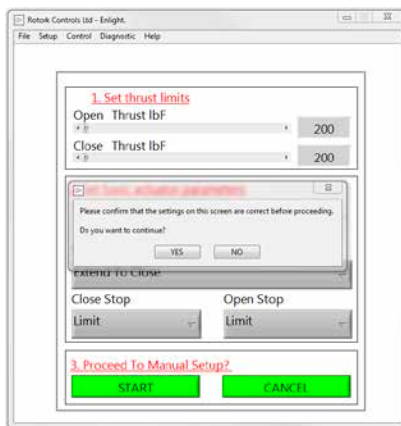 Rotork Controls Ltd - Enlight.
File Setup Control Diagnostic Help
1. Set thrust limits
Open Thrust lbF
200
Close Thrust lbF
200
Please confirm that the settings on this screen are correct before proceeding.
Do you want to continue?
YES NO
Extend To Close
Close Stop Open Stop
Limit Limit
3. Proceed To Manual Setup?
START CANCEL